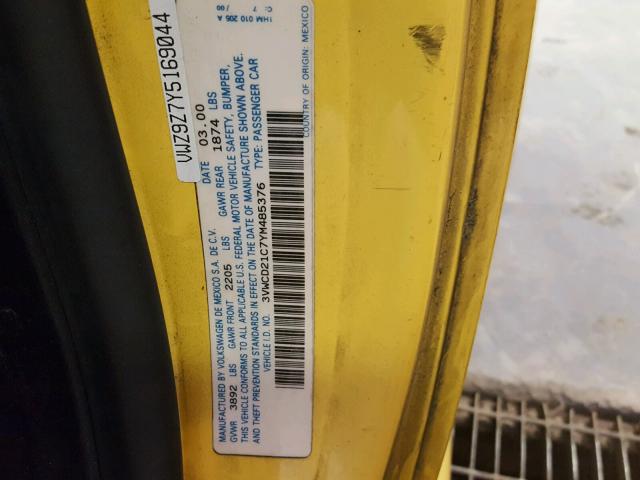 VWZ9Z7Y5169044
MANUFACTURED BY VOLKSWAGEN DE MEXICO S.A. DE C.V. DATE 03.00
GVWR 3892 LBS GAWR FRONT 2205 LBS GAWR REAR 1874 LBS
THIS VEHICLE CONFORMS TO ALL APPLICABLE U.S. FEDERAL MOTOR VEHICLE SAFETY, BUMPER,
AND THEFT PREVENTION STANDARDS IN EFFECT ON THE DATE OF MANUFACTURE SHOWN ABOVE.
VEHICLE I.D. NO. 3VWCD21C7YM485376 TYPE: PASSENGER CAR
COUNTRY OF ORIGIN: MEXICO
1HM 010 205 A